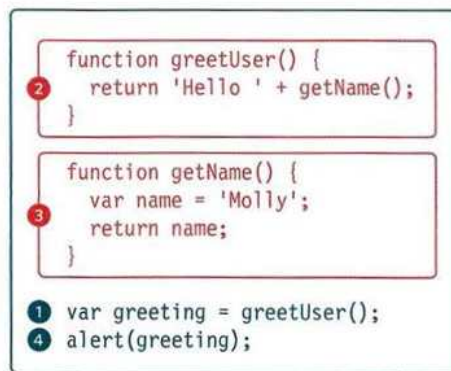 function greetUser() {
2 return 'Hello ' + getName();
}
function getName() {
var name = 'Molly';
3 return name;
}
1 var greeting = greetUser();
4 alert(greeting);